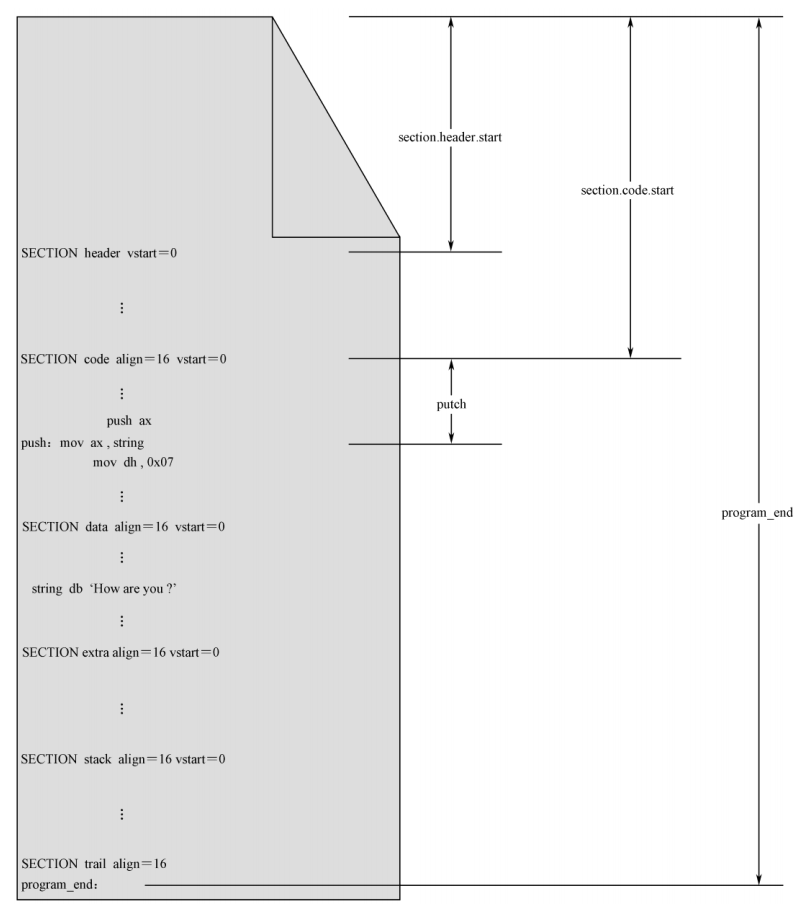 section.header.start
section.code.start
SECTION header vstart=0
⋮
SECTION code align=16 vstart=0
⋮
putch
push ax
push: mov ax , string
mov dh , 0x07
⋮
program_end
SECTION data align=16 vstart=0
⋮
string db ‘How are you ?’
⋮
SECTION extra align=16 vstart=0
⋮
SECTION stack align=16 vstart=0
⋮
SECTION trail align=16
program_end: